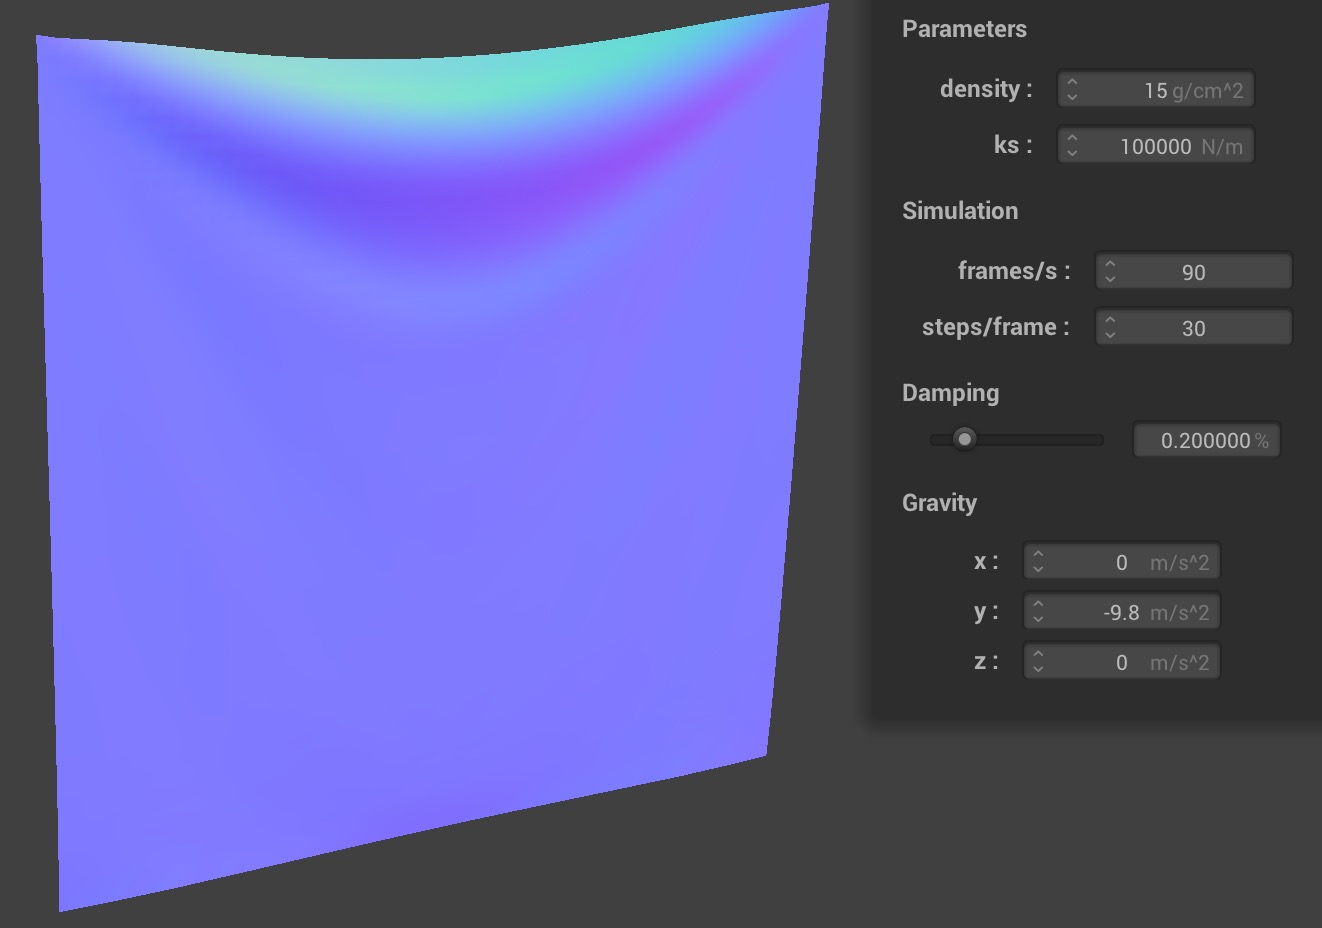 Parameters
density : 15 g/cm^2
ks : 100000 N/m
Simulation
frames/s : 90
steps/frame : 30
Damping
0.200000 %
Gravity
x : 0 m/s^2
y : -9.8 m/s^2
z : 0 m/s^2